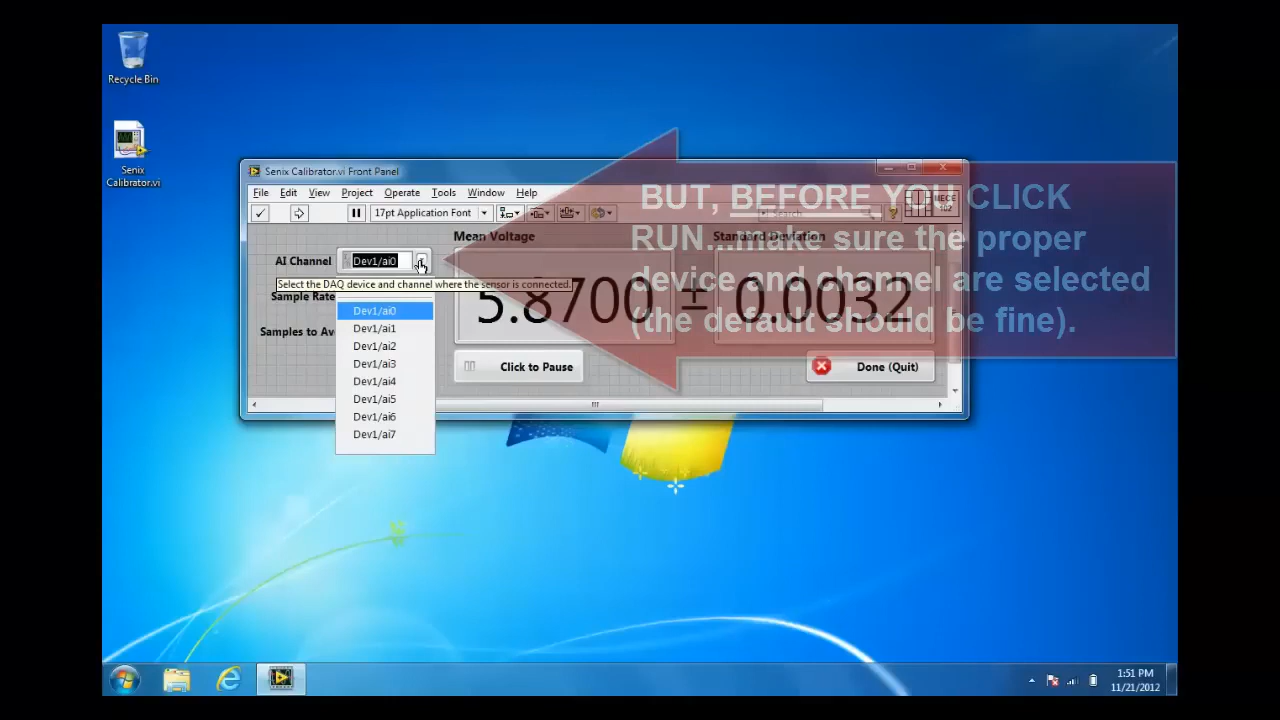 Recycle Bin
Senix
Calibrator.vi
Senix Calibrator.vi Front Panel
File Edit View Project Operate Tools Window Help
17pt Application Font
Search
MECE
102
BUT, BEFORE YOU CLICK
RUN...make sure the proper
device and channel are selected
(the default should be fine).
Mean Voltage
Standard Deviation
AI Channel
Dev1/ai0
Select the DAQ device and channel where the sensor is connected.
Sample Rate
5.8700 ± 0.0032
Samples to Av
Dev1/ai0
Dev1/ai1
Dev1/ai2
Dev1/ai3
Dev1/ai4
Dev1/ai5
Dev1/ai6
Dev1/ai7
Click to Pause
Done (Quit)
1:51 PM
11/21/2012